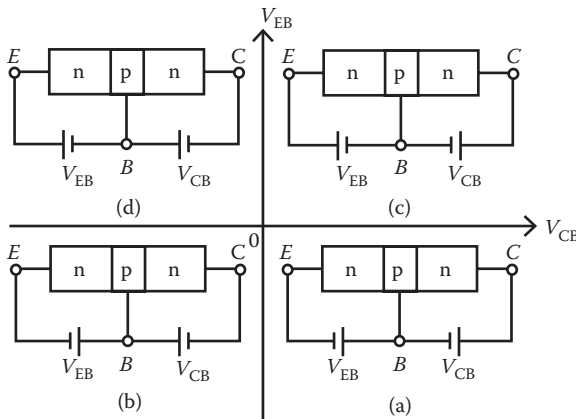 V_EB
E C E C
n p n n p n
B B
V_EB V_CB V_EB V_CB
(d) (c)
0 V_CB
E C E C
n p n n p n
B B
V_EB V_CB V_EB V_CB
(b) (a)